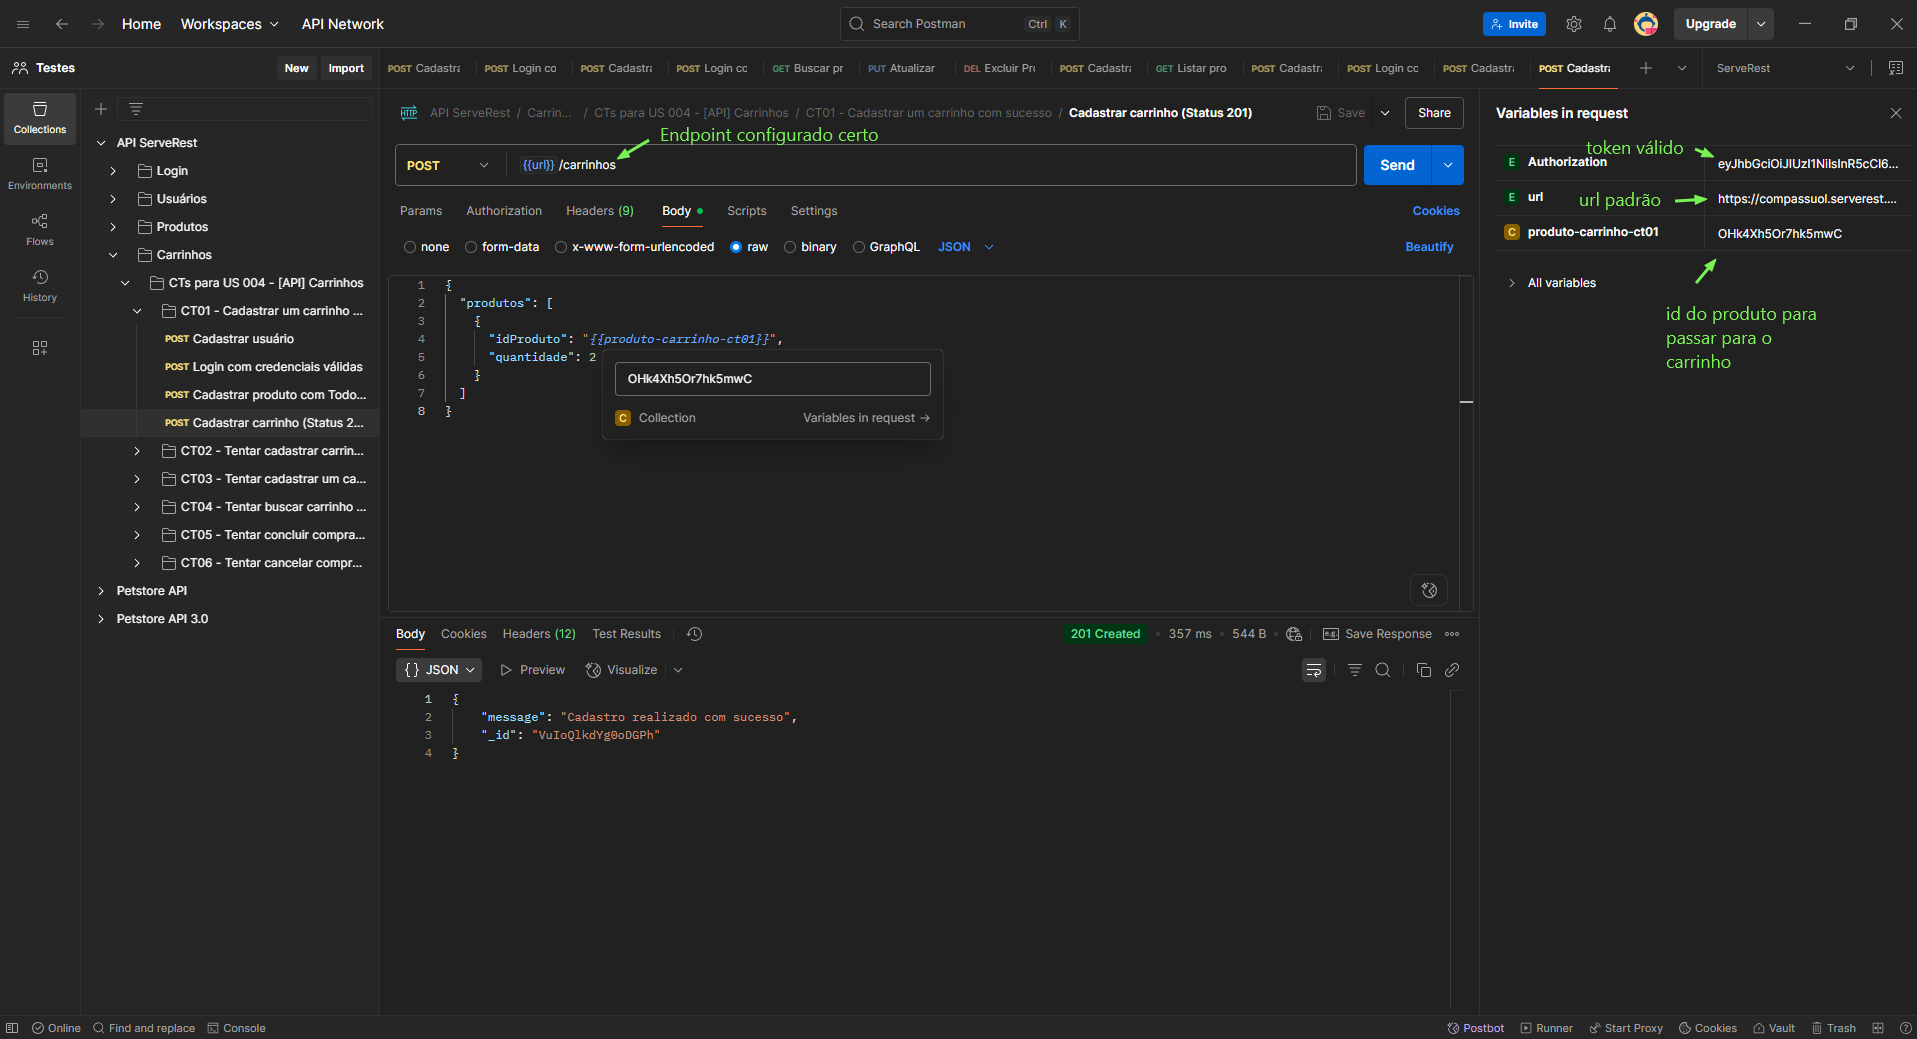 Home
Workspaces
API Network
Search Postman
Ctrl
K
Invite
Upgrade
Testes
New
Import
POST Cadastra
POST Login co
POST Cadastra
POST Login co
GET Buscar pr
PUT Atualizar
DEL Excluir Pr
POST Cadastra
GET Listar pro
POST Cadastra
POST Login co
POST Cadastra
POST Cadastra
ServeRest
Collections
Environments
Flows
History
API ServeRest
Login
Usuários
Produtos
Carrinhos
CTs para US 004 - [API] Carrinhos
CT01 - Cadastrar um carrinho ...
POST Cadastrar usuário
POST Login com credenciais válidas
POST Cadastrar produto com Todo...
POST Cadastrar carrinho (Status 2...
CT02 - Tentar cadastrar carrin...
CT03 - Tentar cadastrar um ca...
CT04 - Tentar buscar carrinho ...
CT05 - Tentar concluir compra...
CT06 - Tentar cancelar compr...
Petstore API
Petstore API 3.0
API ServeRest / Carrin... / CTs para US 004 - [API] Carrinhos / CT01 - Cadastrar um carrinho com sucesso / Cadastrar carrinho (Status 201)
Save
Share
Endpoint configurado certo
POST
{{url}} /carrinhos
Send
Params
Authorization
Headers (9)
Body
Scripts
Settings
Cookies
none
form-data
x-www-form-urlencoded
raw
binary
GraphQL
JSON
Beautify
1 {
2 "produtos": [
3 {
4 "idProduto": "{{produto-carrinho-ct01}}",
5 "quantidade": 2
6 }
7 ]
8 }
OHk4Xh5Or7hk5mwC
C Collection
Variables in request →
Body
Cookies
Headers (12)
Test Results
201 Created
357 ms
544 B
e.g.
Save Response
{} JSON
Preview
Visualize
1 {
2 "message": "Cadastro realizado com sucesso",
3 "_id": "VuIoQlkdYg0oDGPh"
4 }
Variables in request
token válido
E Authorization
eyJhbGciOiJIUzI1NiIsInR5cCI6...
E url
url padrão
https://compassuol.serverest....
C produto-carrinho-ct01
OHk4Xh5Or7hk5mwC
All variables
id do produto para
passar para o
carrinho
Online
Find and replace
Console
Postbot
Runner
Start Proxy
Cookies
Vault
Trash